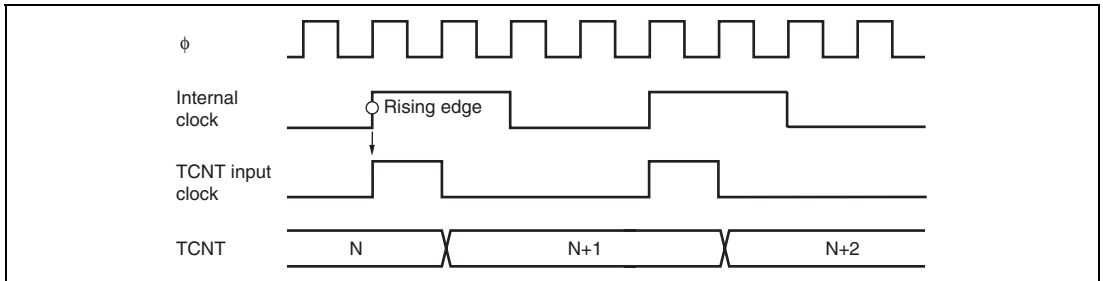 ϕ
Internal
clock
Rising edge
TCNT input
clock
TCNT
N
N+1
N+2